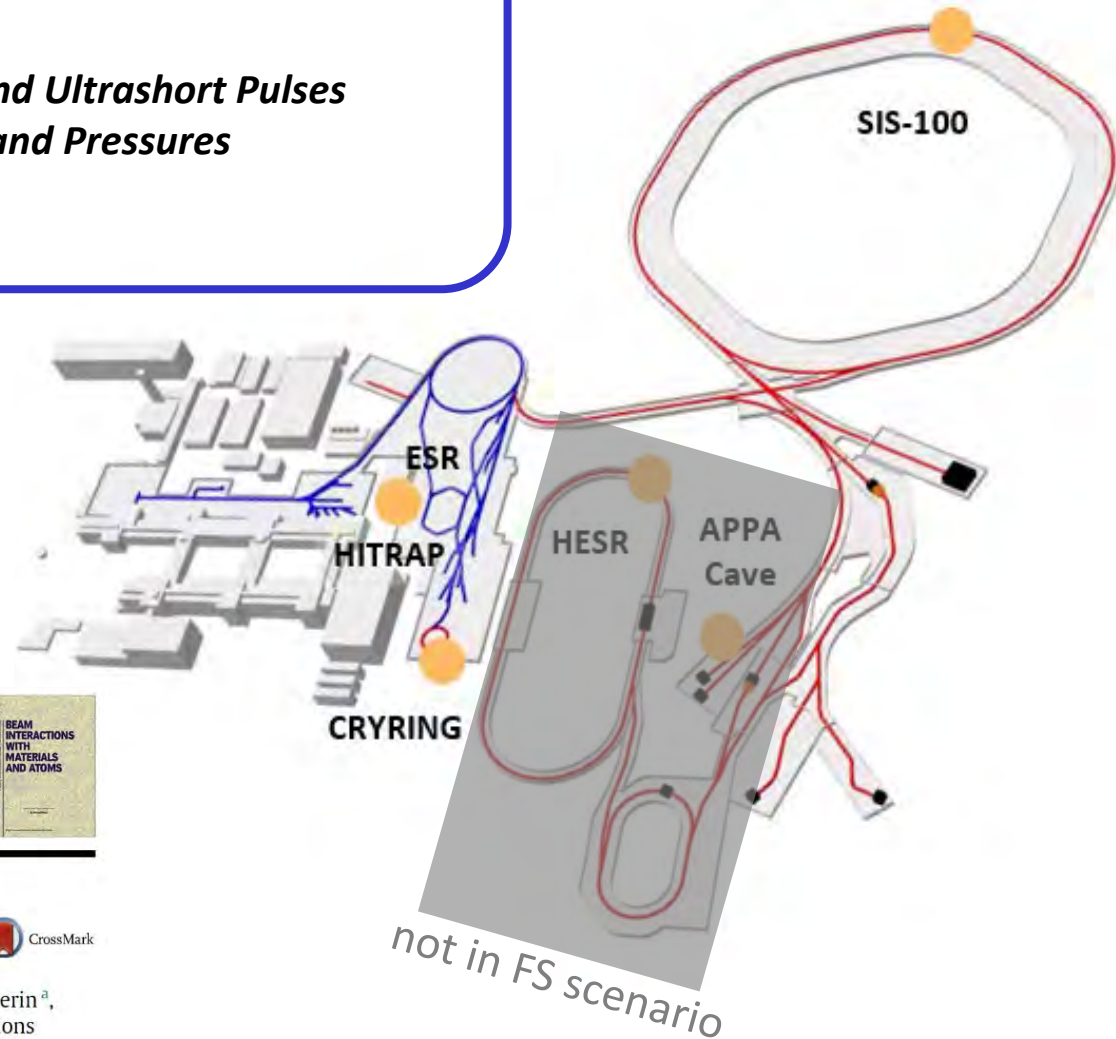 nd Ultrashort Pulses
and Pressures
SIS-100
ESR
HITRAP
HESR
APPA
Cave
CRYRING
not in FS scenario
BEAM
INTERACTIONS
WITH
MATERIALS
AND ATOMS
CrossMark
erin a,
ions